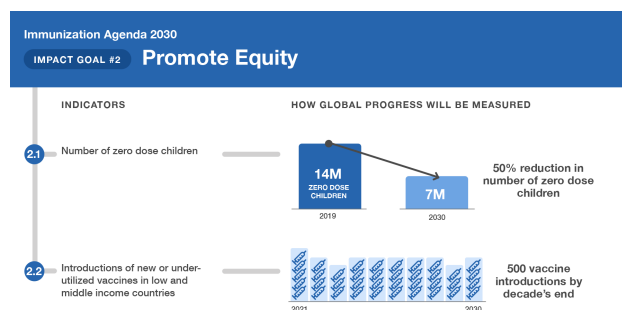 Immunization Agenda 2030
IMPACT GOAL #2 Promote Equity
INDICATORS
HOW GLOBAL PROGRESS WILL BE MEASURED
2.1
Number of zero dose children
14M
ZERO DOSE
CHILDREN
7M
2019
2030
50% reduction in
number of zero dose
children
2.2
Introductions of new or under-
utilized vaccines in low and
middle income countries
2021
2030
500 vaccine
introductions by
decade's end